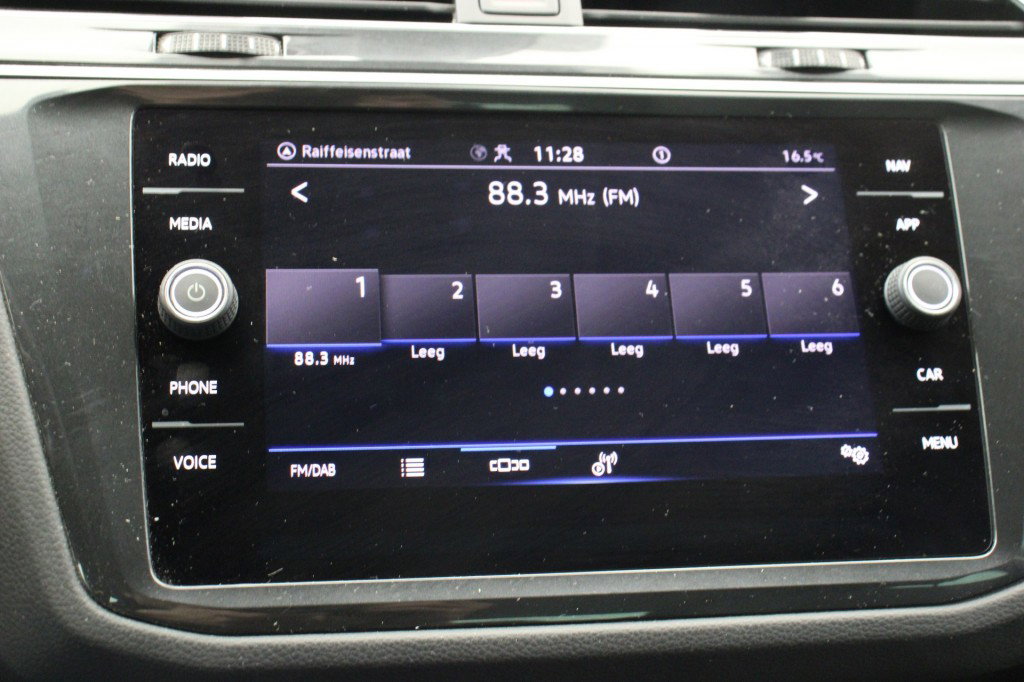 RADIO
MEDIA
PHONE
VOICE
Raiffeisenstraat 11:28 1 16.5°C
< 88.3 MHz (FM) >
1 2 3 4 5 6
88.3 MHz Leeg Leeg Leeg Leeg Leeg
FM/DAB
NAV
APP
CAR
MENU